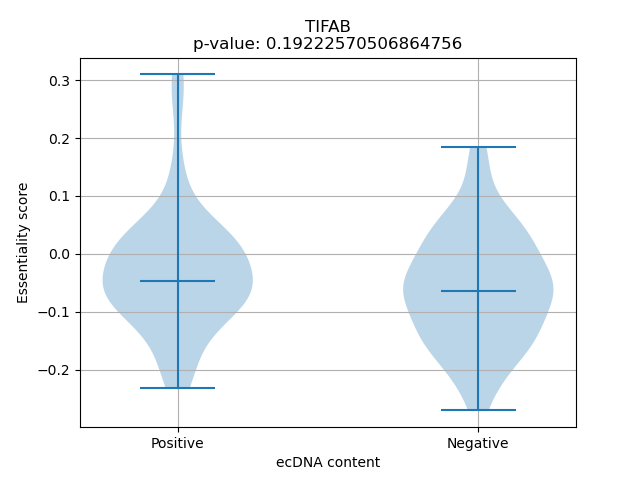 TIFAB
p-value: 0.19222570506864756
Essentiality score
0.3
0.2
0.1
0.0
−0.1
−0.2
Positive
Negative
ecDNA content